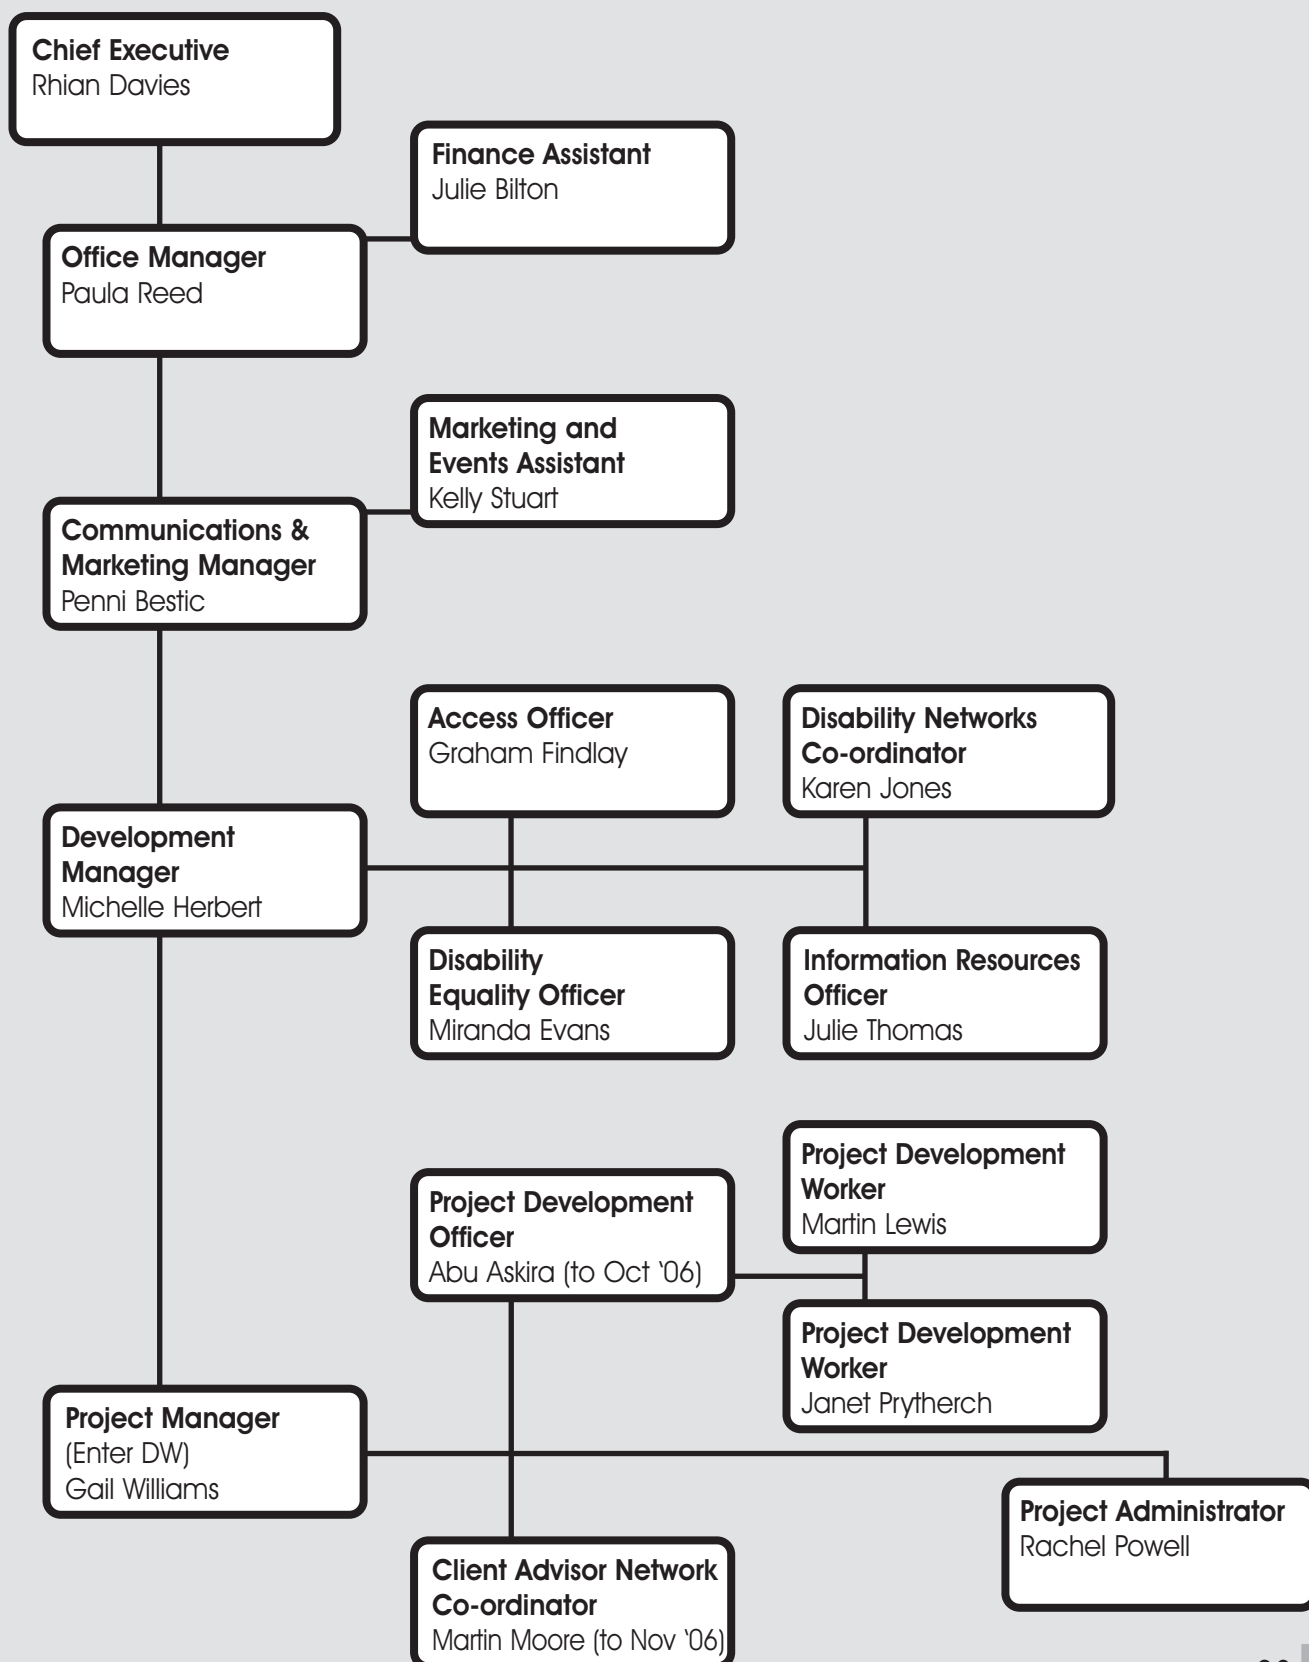 Chief Executive
Rhian Davies
Finance Assistant
Julie Bilton
Office Manager
Paula Reed
Marketing and
Events Assistant
Kelly Stuart
Communications &
Marketing Manager
Penni Bestic
Access Officer
Graham Findlay
Disability Networks
Co-ordinator
Karen Jones
Development
Manager
Michelle Herbert
Disability
Equality Officer
Miranda Evans
Information Resources
Officer
Julie Thomas
Project Development
Worker
Martin Lewis
Project Development
Officer
Abu Askira (to Oct ‘06)
Project Development
Worker
Janet Prytherch
Project Manager
(Enter DW)
Gail Williams
Project Administrator
Rachel Powell
Client Advisor Network
Co-ordinator
Martin Moore (to Nov ‘06)